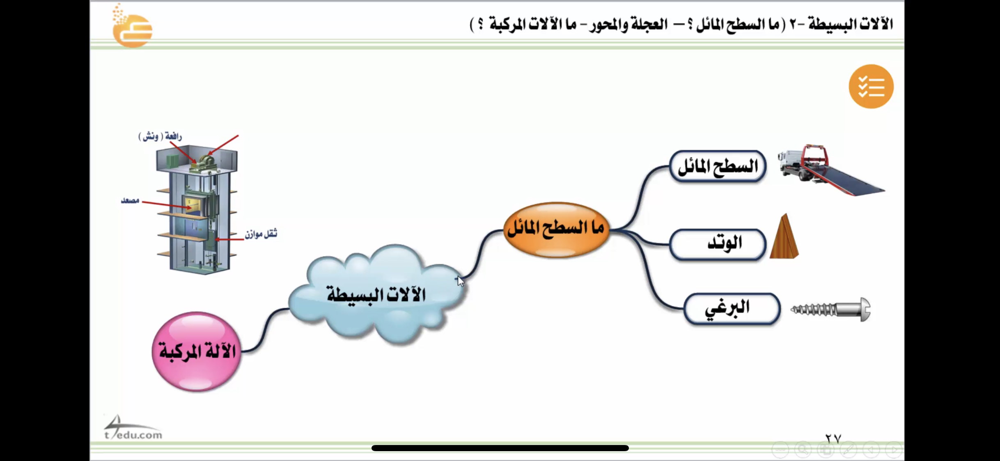 الآلات البسيطة -٢ (ما السطح المائل ؟ – العجلة والمحور - ما الآلات المركبة ؟ )
رافعة ( ونش )
مصعد
ثقل موازن
السطح المائل
ما السطح المائل
الوتد
البرغي
الآلات البسيطة
الآلة المركبة
t4edu.com
٢٧